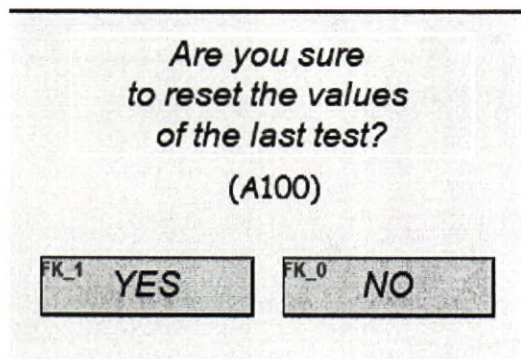 Are you sure
to reset the values
of the last test?
(A100)
FK_1 YES FK_0 NO